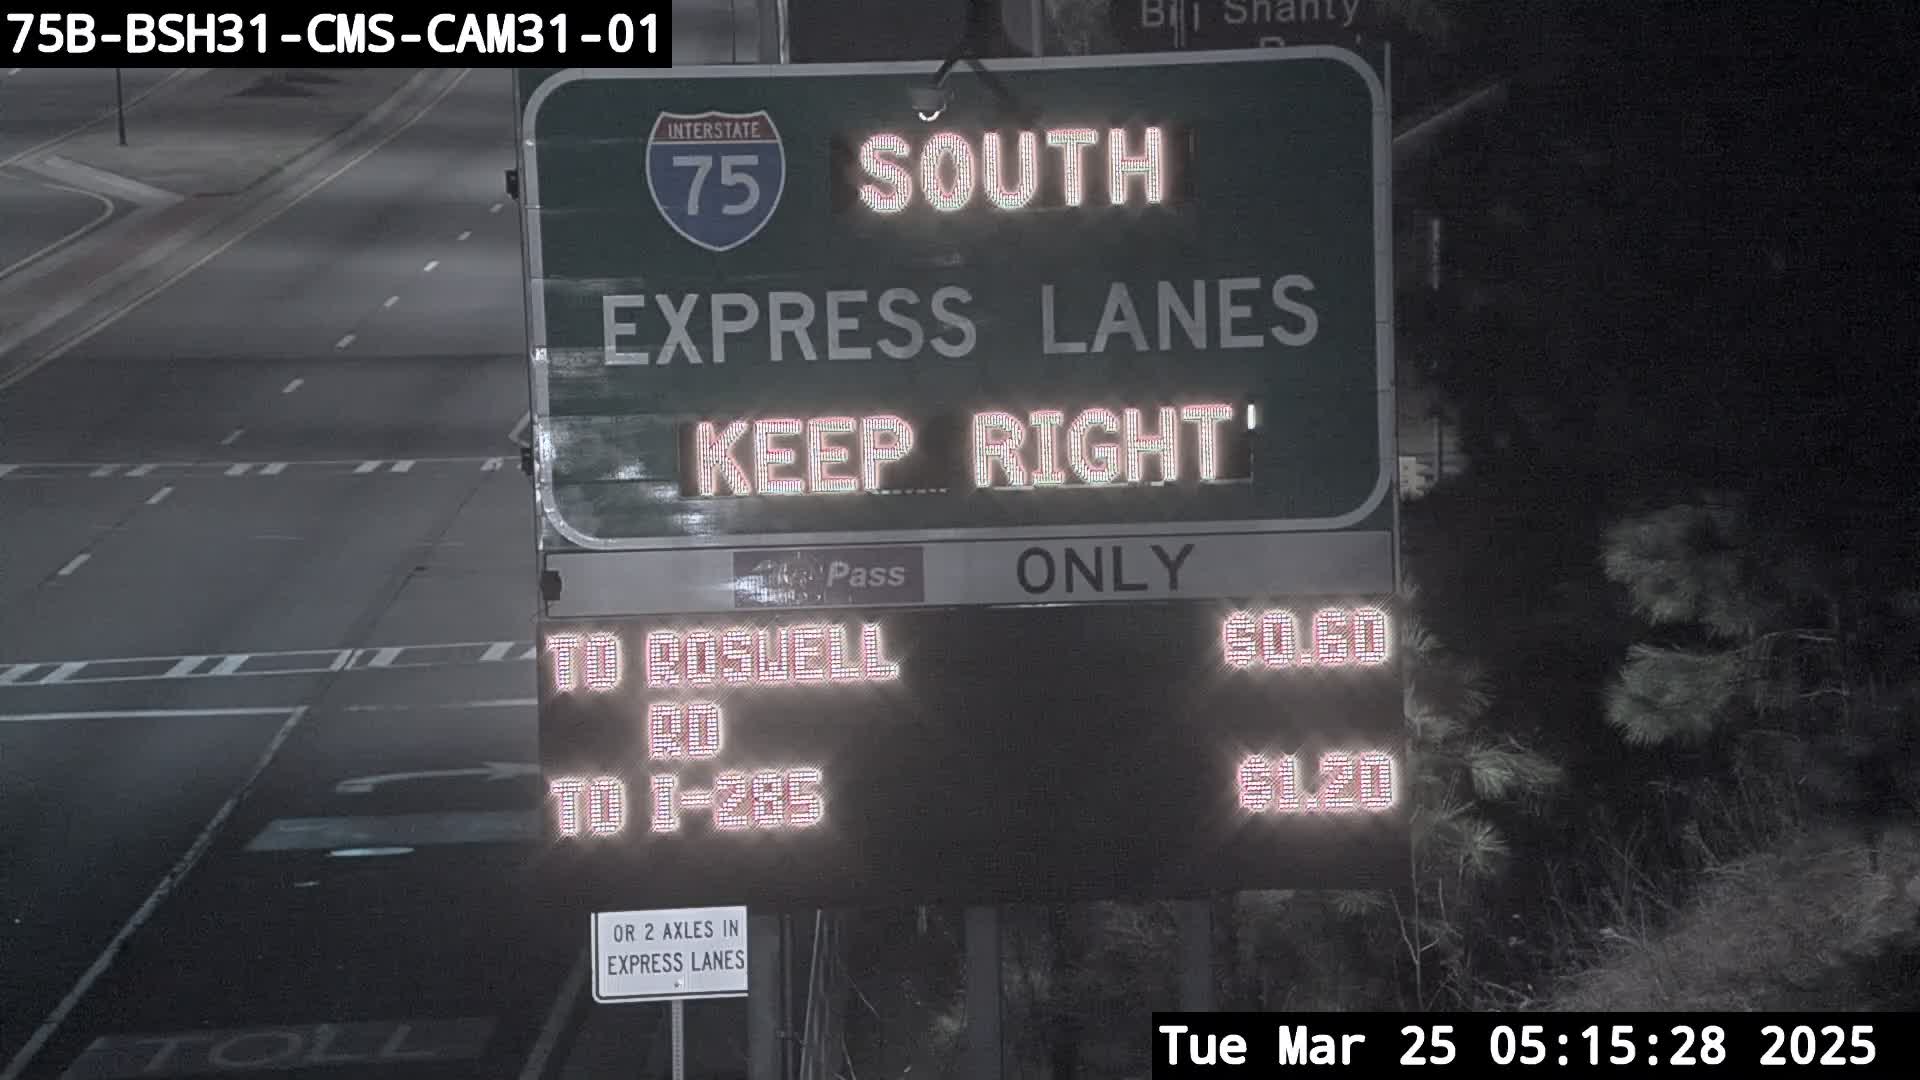 75B-BSH31-CMS-CAM31-01
Shanty
INTERSTATE
75
SOUTH
EXPRESS LANES
KEEP RIGHT
Pass ONLY
TO ROSWELL $0.60
RD
TO I-285 $1.20
OR 2 AXLES IN
EXPRESS LANES
TOLL
Tue Mar 25 05:15:28 2025